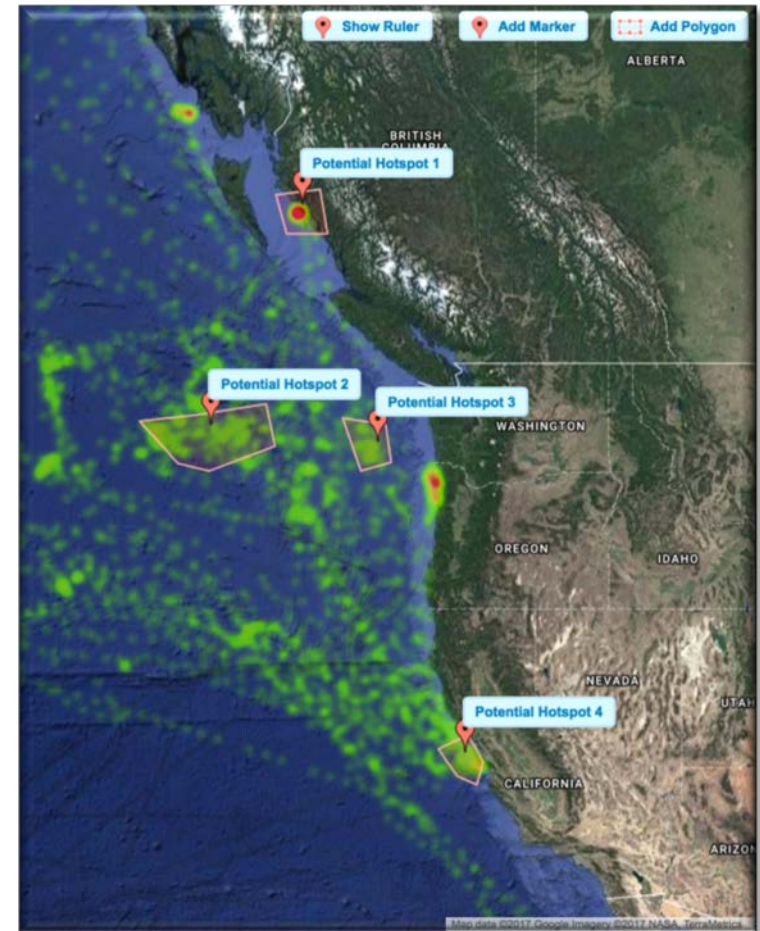 Show Ruler
Add Marker
Add Polygon
ALBERTA
BRITISH
COLUMBIA
Potential Hotspot 1
Potential Hotspot 2
Potential Hotspot 3
WASHINGTON
OREGON
IDAHO
NEVADA
UTAH
Potential Hotspot 4
CALIFORNIA
ARIZON
Map data ©2017 Google Imagery ©2017 NASA, TerraMetrics